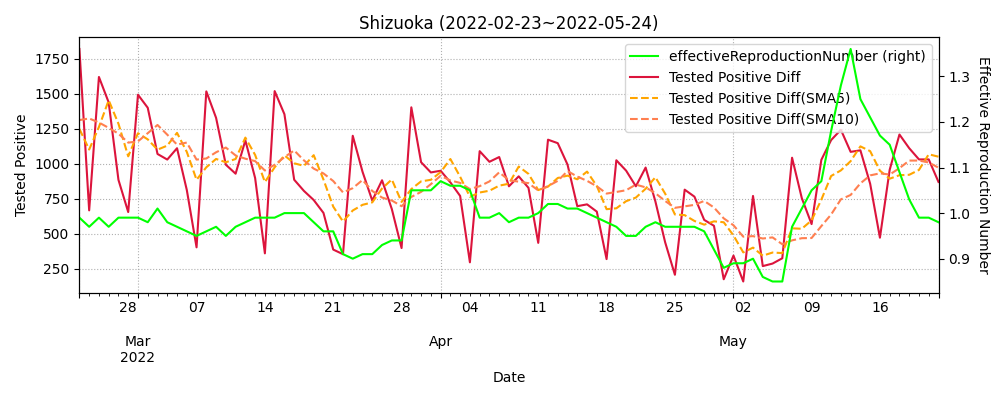 Shizuoka (2022-02-23~2022-05-24)
effectiveReproductionNumber (right)
Tested Positive Diff
Tested Positive Diff(SMA5)
Tested Positive Diff(SMA10)
Tested Positive
1750
1500
1250
1000
750
500
250
Effective Reproduction Number
1.3
1.2
1.1
1.0
0.9
28 07 14 21 28 04 11 18 25 02 09 16
Mar Apr May
2022
Date